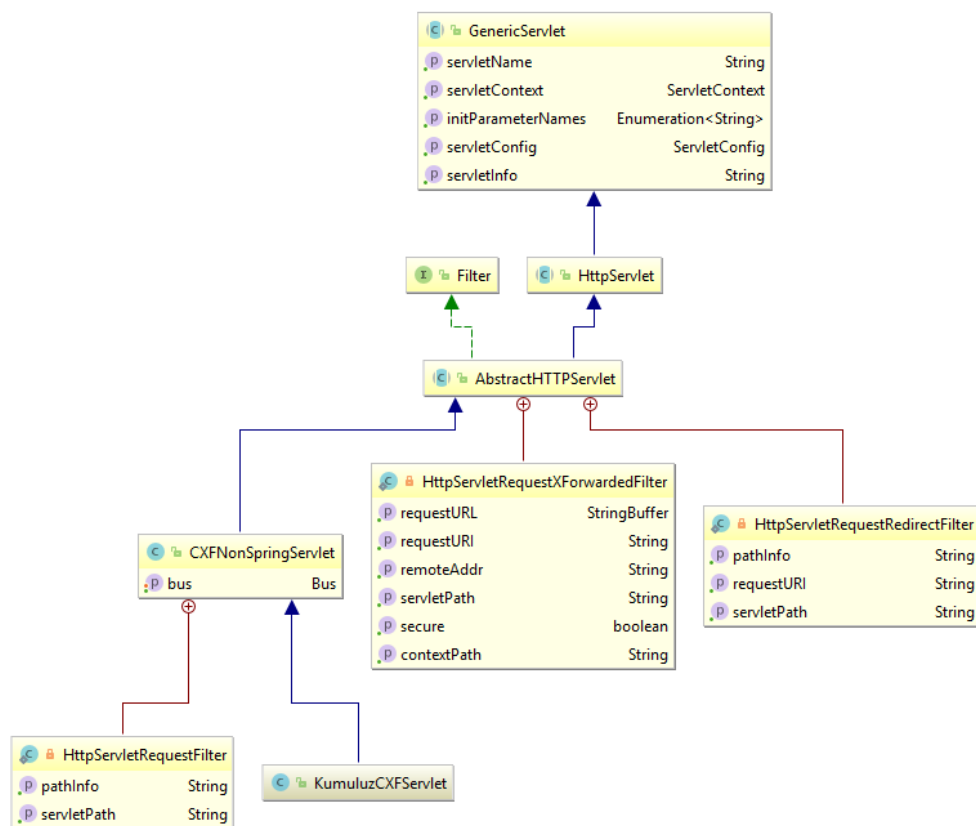 GenericServlet
servletName String
servletContext ServletContext
initParameterNames Enumeration<String>
servletConfig ServletConfig
servletInfo String
Filter
HttpServlet
AbstractHTTPServlet
HttpServletRequestXForwardedFilter
requestURL StringBuffer
requestURI String
remoteAddr String
servletPath String
secure boolean
contextPath String
HttpServletRequestRedirectFilter
pathInfo String
requestURI String
servletPath String
CXFNonSpringServlet
bus Bus
HttpServletRequestFilter
pathInfo String
servletPath String
KumuluzCXFServlet